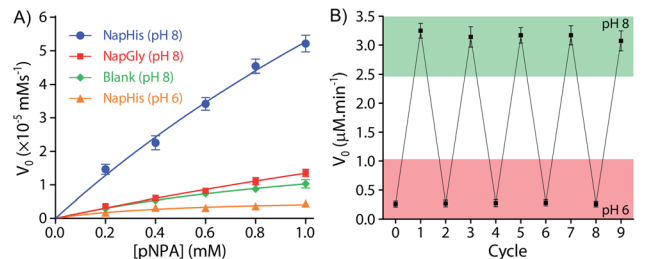 A)
V0 (×10-5 mMs-1)
6
5
4
3
2
1
0
NapHis (pH 8)
NapGly (pH 8)
Blank (pH 8)
NapHis (pH 6)
0.0 0.2 0.4 0.6 0.8 1.0
[pNPA] (mM)
B)
V0 (μM.min-1)
3.5
3.0
2.5
2.0
1.5
1.0
0.5
0.0
pH 8
pH 6
0 1 2 3 4 5 6 7 8 9
Cycle